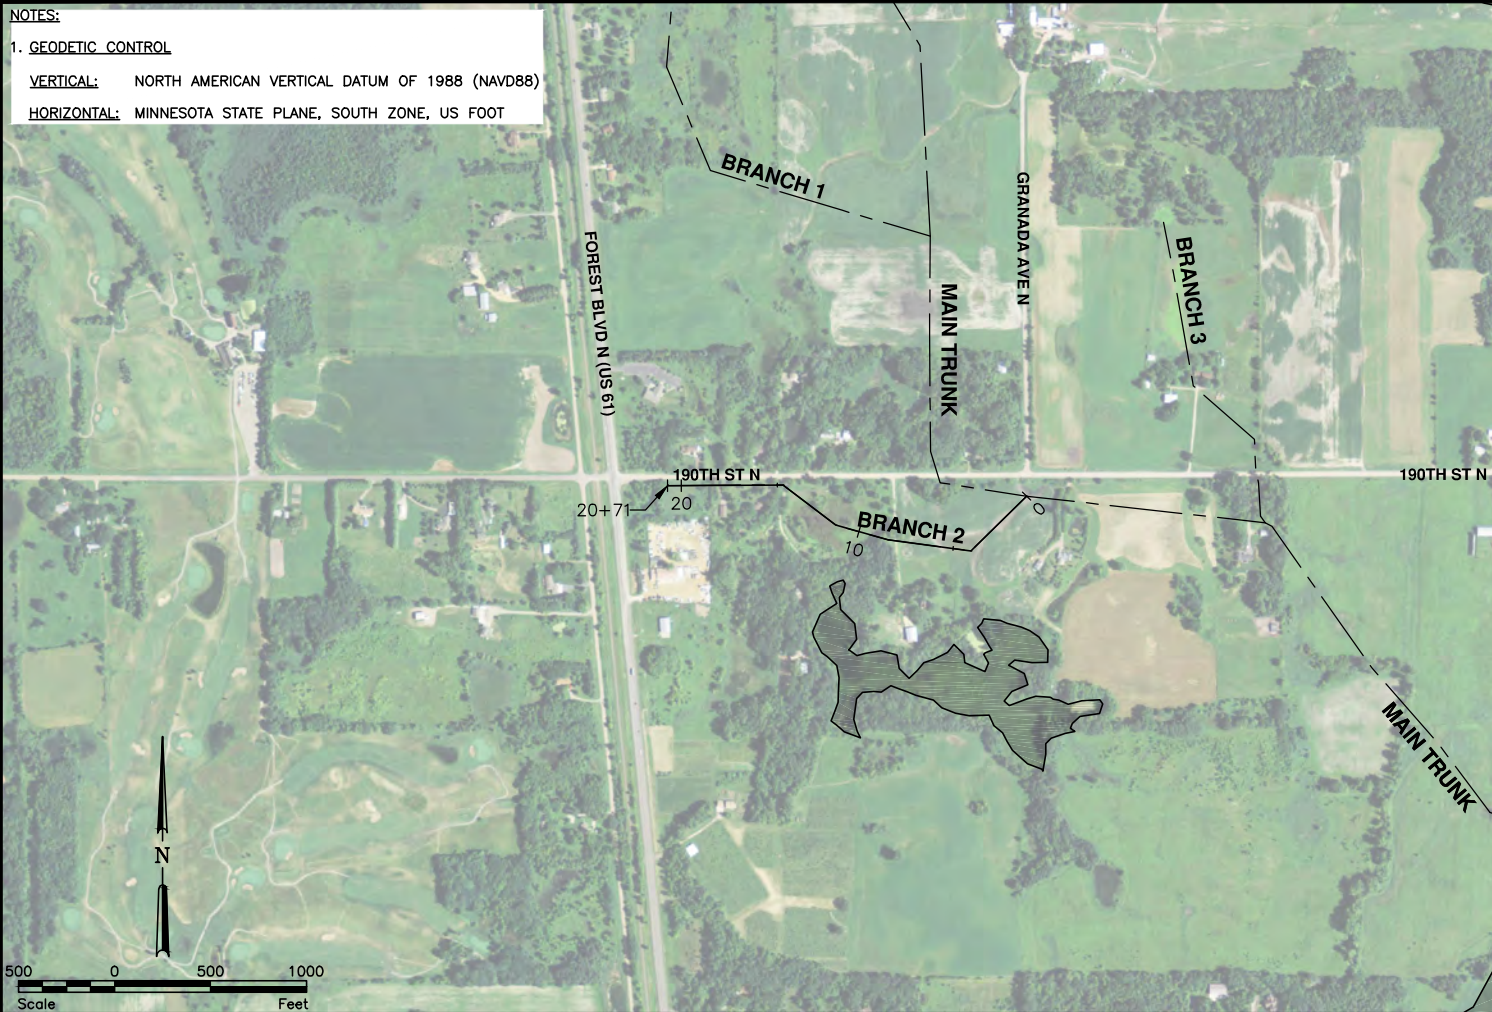 NOTES:
1. GEODETIC CONTROL
VERTICAL: NORTH AMERICAN VERTICAL DATUM OF 1988 (NAVD88)
HORIZONTAL: MINNESOTA STATE PLANE, SOUTH ZONE, US FOOT
BRANCH 1
GRANADA AVE N
FOREST BLVD N (US 61)
BRANCH 3
MAIN TRUNK
190TH ST N
190TH ST N
20+71
20
BRANCH 2
0
10
MAIN TRUNK
N
500 0 500 1000
Scale Feet